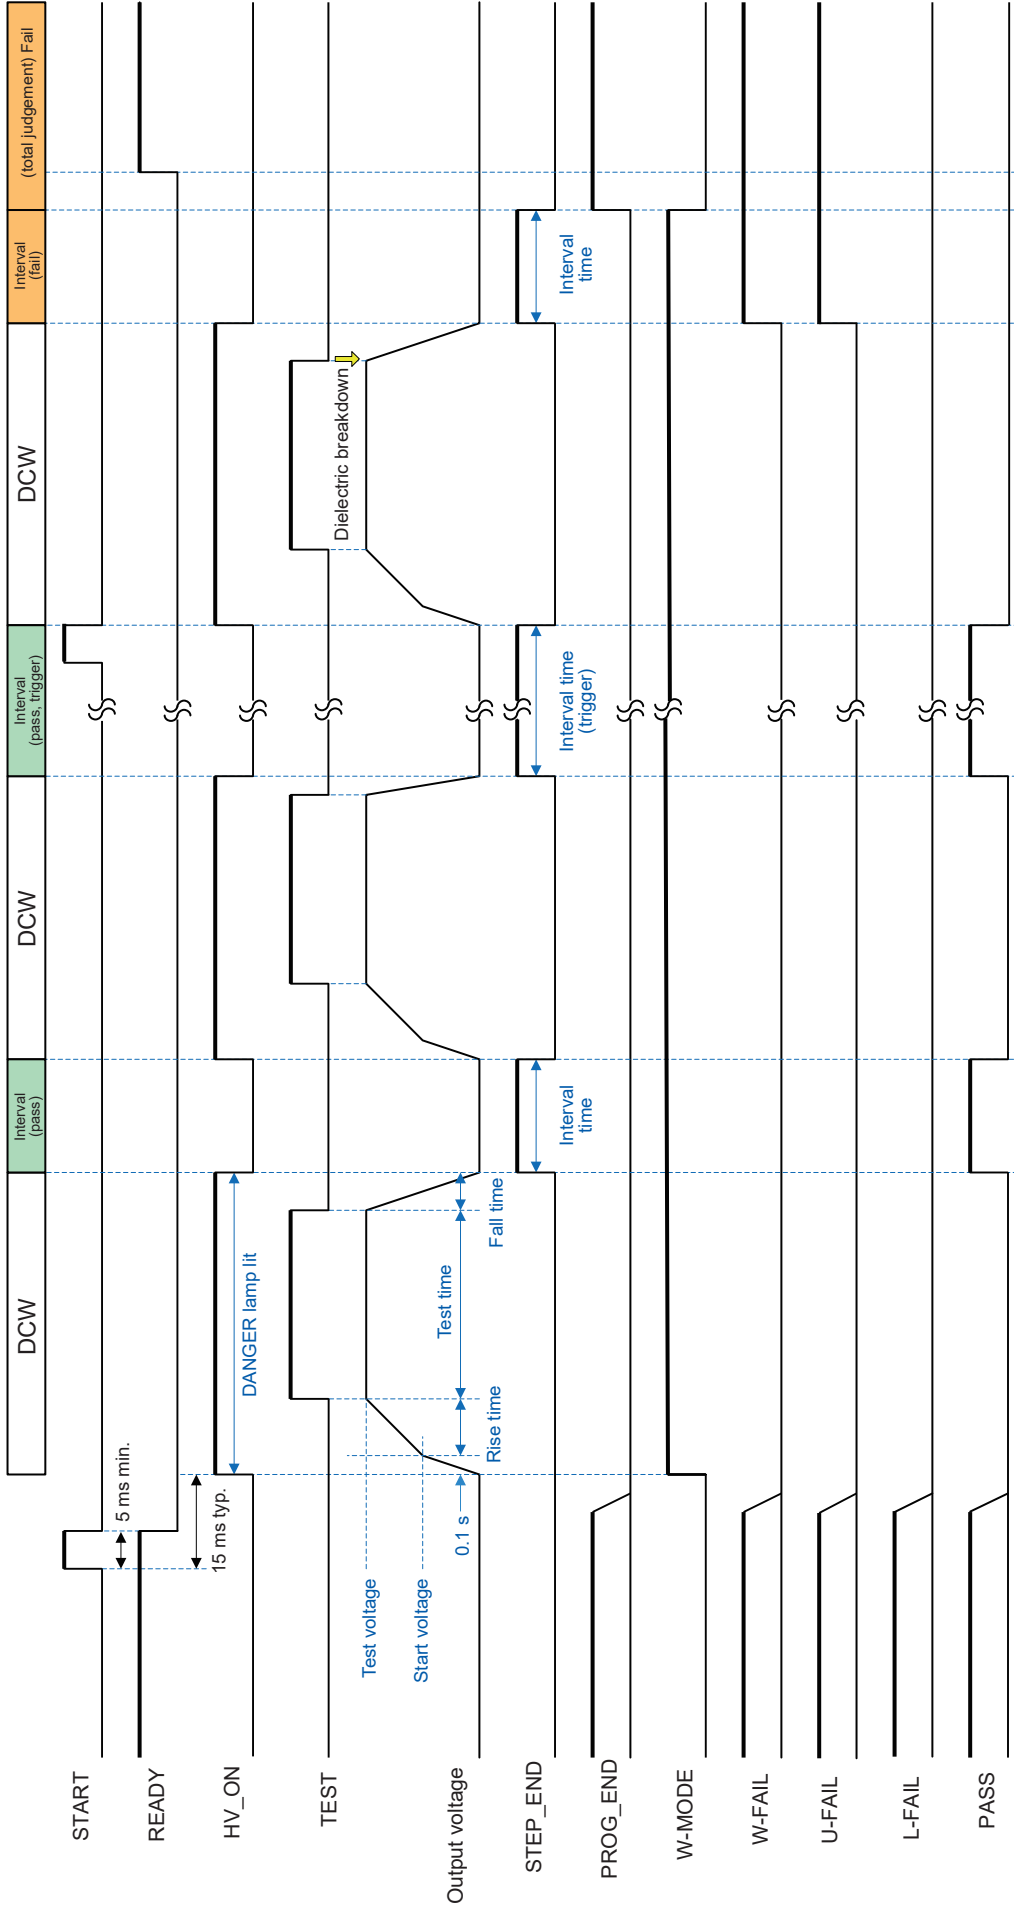 DCW
Interval
(pass)
DCW
Interval
(pass, trigger)
DCW
Interval
(fail)
(total judgement) Fail
START
5 ms min.
READY
15 ms typ.
HV_ON
DANGER lamp lit
TEST
Dielectric breakdown
Test voltage
Start voltage
Output voltage
0.1 s
Rise time
Test time
Fall time
STEP_END
Interval
time
Interval time
(trigger)
Interval
time
PROG_END
W-MODE
W-FAIL
U-FAIL
L-FAIL
PASS